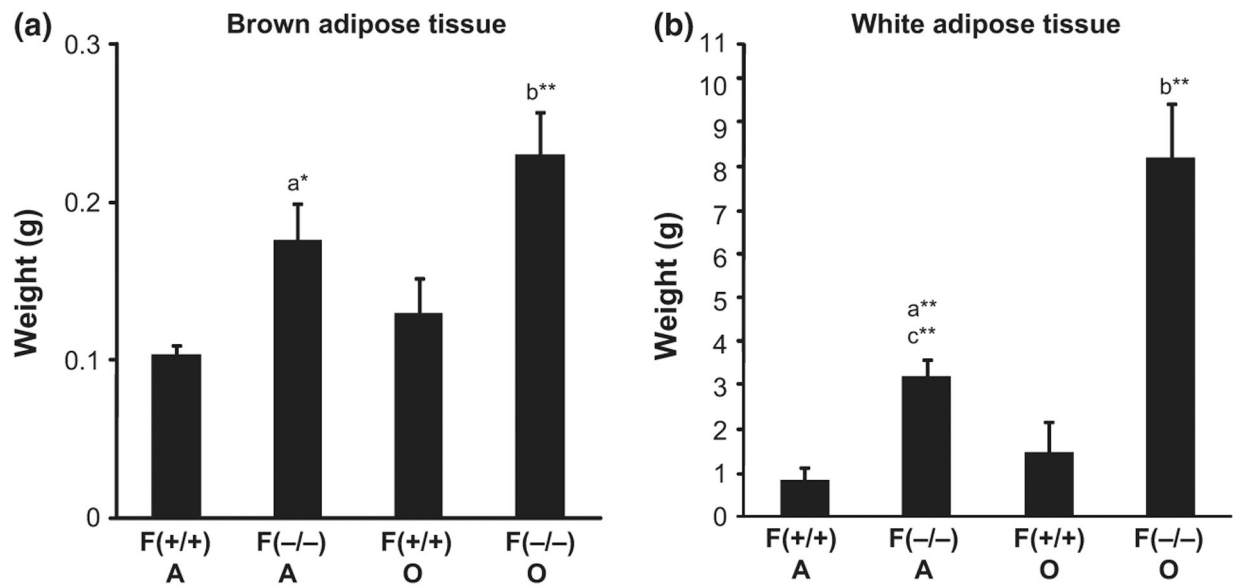 (a) Brown adipose tissue
0.3
0.2
0.1
0
Weight (g)
a*
b**
F(+/+) F(–/–) F(+/+) F(–/–)
A A O O
(b) White adipose tissue
11
10
9
8
7
6
5
4
3
2
1
0
Weight (g)
a**
c**
b**
F(+/+) F(–/–) F(+/+) F(–/–)
A A O O